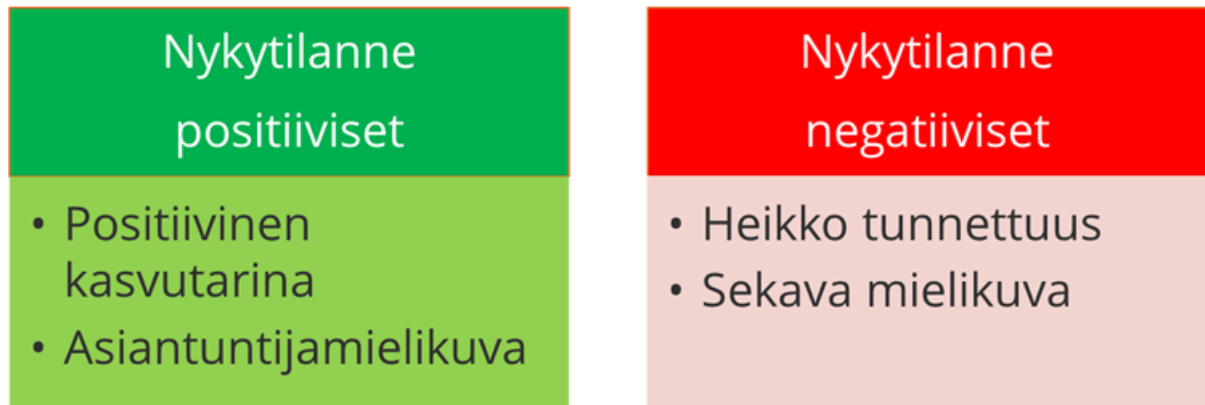 Nykytilanne
positiiviset
• Positiivinen
kasvutarina
• Asiantuntijamielikuva
Nykytilanne
negatiiviset
• Heikko tunnettuus
• Sekava mielikuva